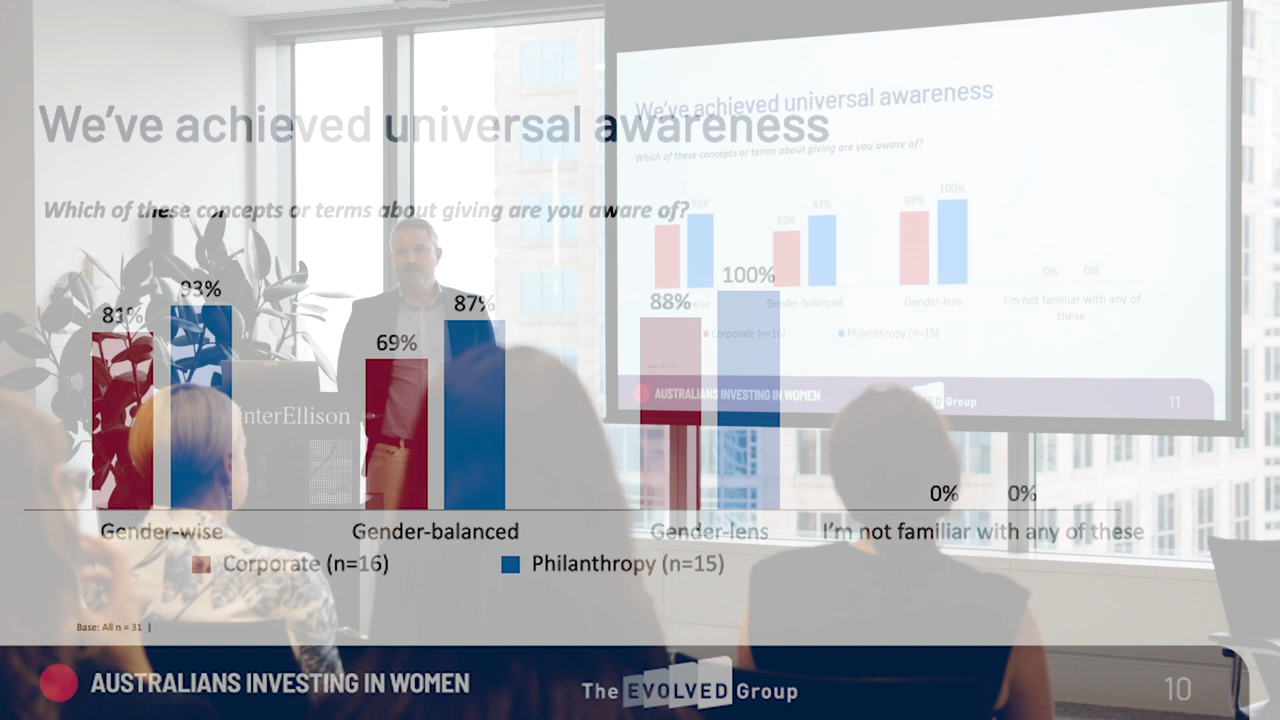 We've achieved universal awareness
Which of these concepts or terms about giving are you aware of?
81%
93%
69%
87%
88%
100%
0%
0%
Gender-wise
Gender-balanced
Gender-lens
I'm not familiar with any of these
Corporate (n=16)
Philanthropy (n=15)
Base: All n = 31 |
AUSTRALIANS INVESTING IN WOMEN
The EVOLVED Group
10
We've achieved universal awareness
Which of these concepts or terms about giving are you aware of?
93%
69%
87%
88%
100%
0%
0%
Gender-balanced
Gender-lens
I'm not familiar with any of
these
Corporate (n=16)
Philanthropy (n=15)
AUSTRALIANS INVESTING IN WOMEN
Group
11
InterEllison